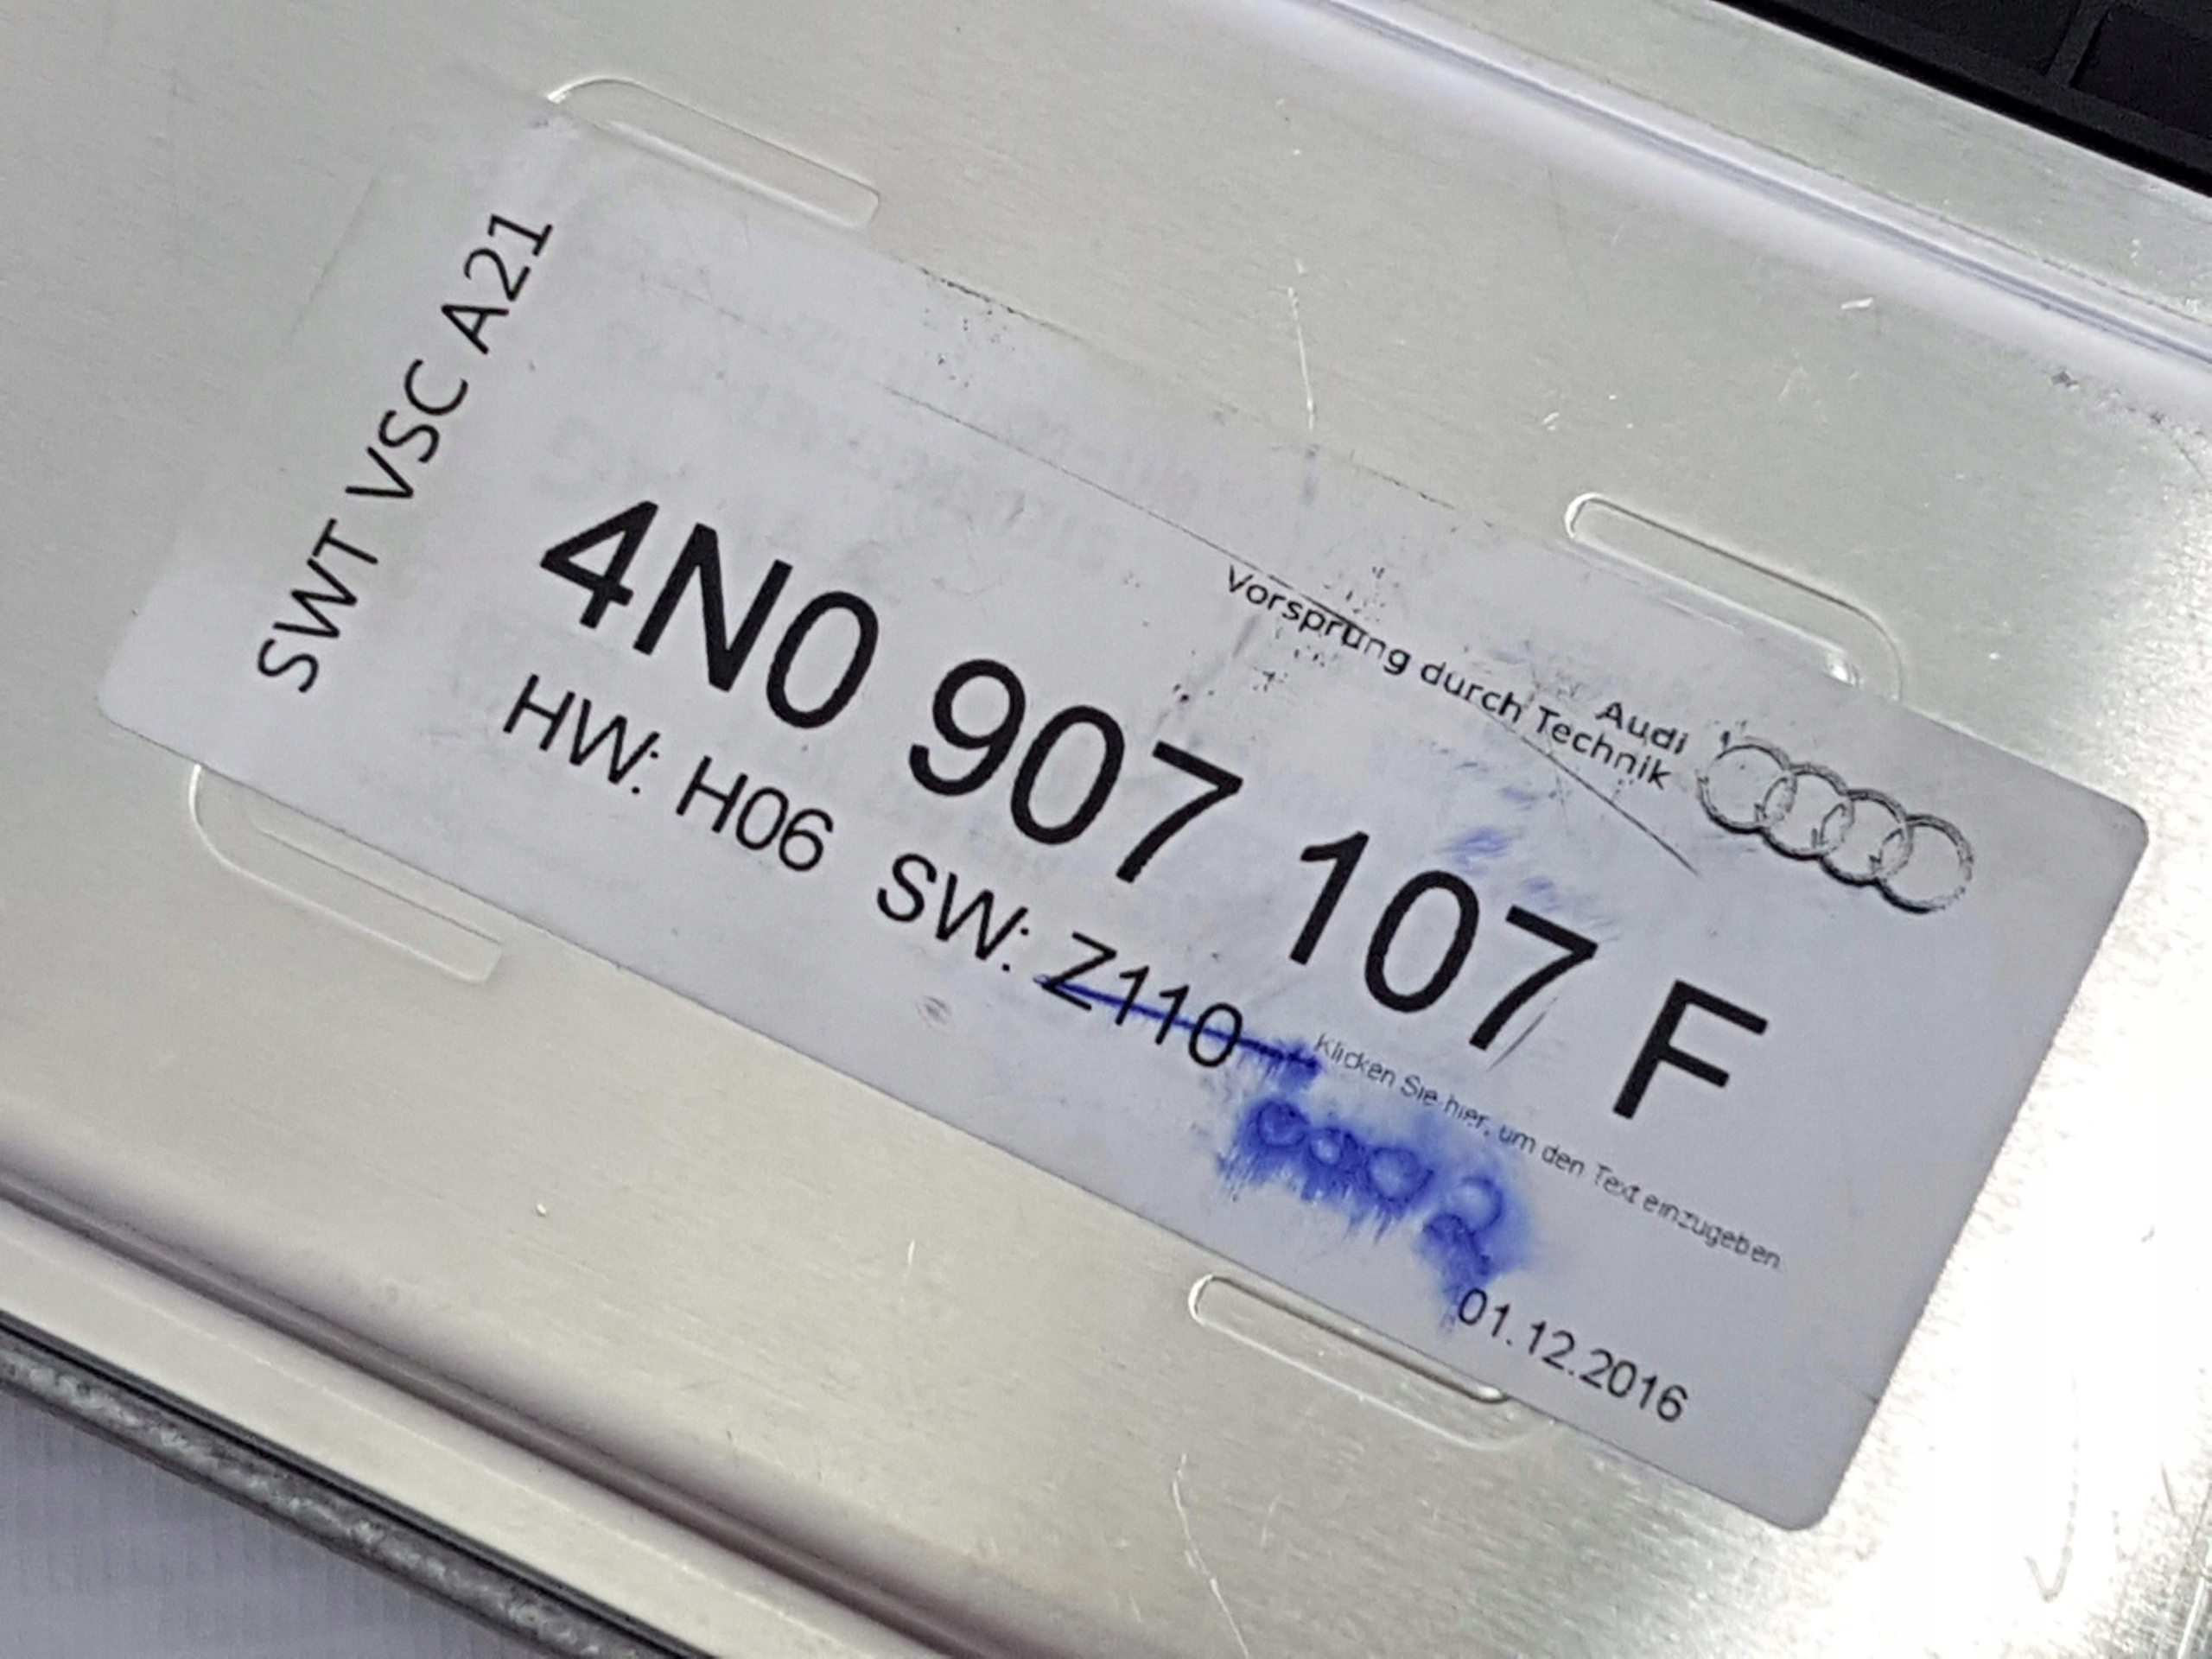 SWT VSC A21
Audi
Vorsprung durch Technik
4N0 907 107 F
HW: H06 SW: Z110
Klicken Sie hier, um den Text einzugeben.
01.12.2016